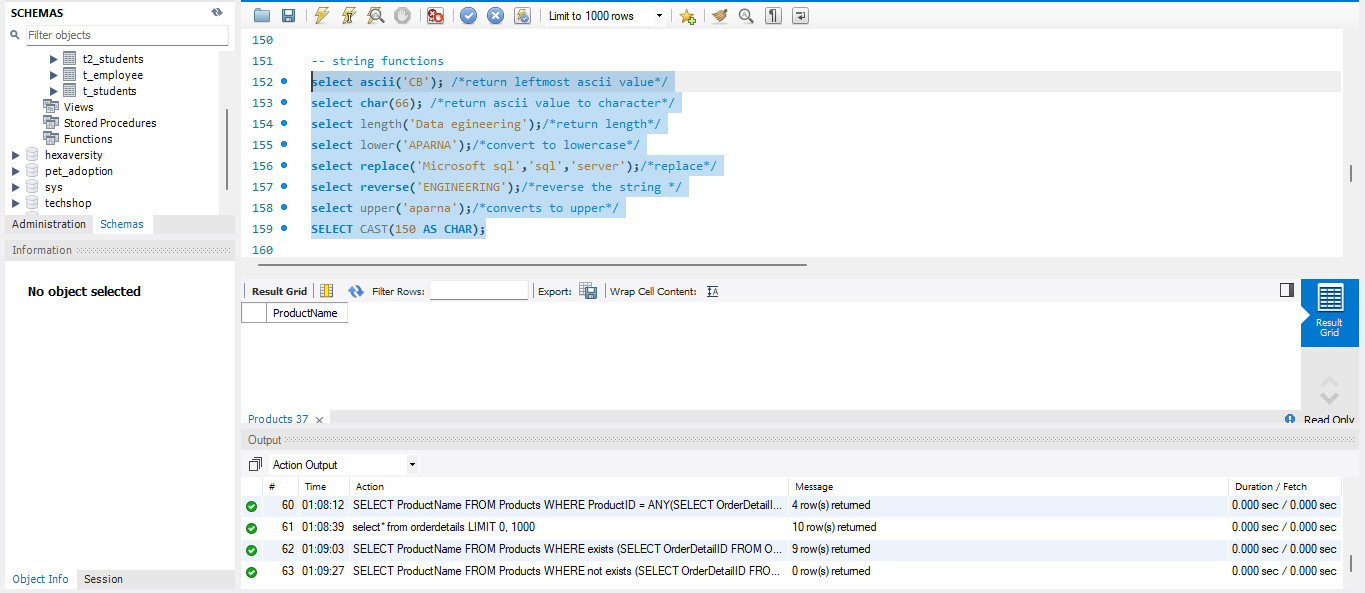 SCHEMAS
Filter objects
t2_students
t_employee
t_students
Views
Stored Procedures
Functions
hexaversity
pet_adoption
sys
techshop
Administration Schemas
Information
No object selected
Object Info Session
Limit to 1000 rows
150
151 -- string functions
152 select ascii('CB'); /*return leftmost ascii value*/
153 select char(66); /*return ascii value to character*/
154 select length('Data egineering');/*return length*/
155 select lower('APARNA');/*convert to lowercase*/
156 select replace('Microsoft sql','sql','server');/*replace*/
157 select reverse('ENGINEERING');/*reverse the string */
158 select upper('aparna');/*converts to upper*/
159 SELECT CAST(150 AS CHAR);
160
Result Grid Filter Rows: Export: Wrap Cell Content:
ProductName
Result
Grid
Products 37
Read Only
Output
Action Output
# Time Action Message Duration / Fetch
60 01:08:12 SELECT ProductName FROM Products WHERE ProductID = ANY(SELECT OrderDetailI... 4 row(s) returned 0.000 sec / 0.000 sec
61 01:08:39 select* from orderdetails LIMIT 0, 1000 10 row(s) returned 0.000 sec / 0.000 sec
62 01:09:03 SELECT ProductName FROM Products WHERE exists (SELECT OrderDetailID FROM O... 9 row(s) returned 0.000 sec / 0.000 sec
63 01:09:27 SELECT ProductName FROM Products WHERE not exists (SELECT OrderDetailID FRO... 0 row(s) returned 0.000 sec / 0.000 sec